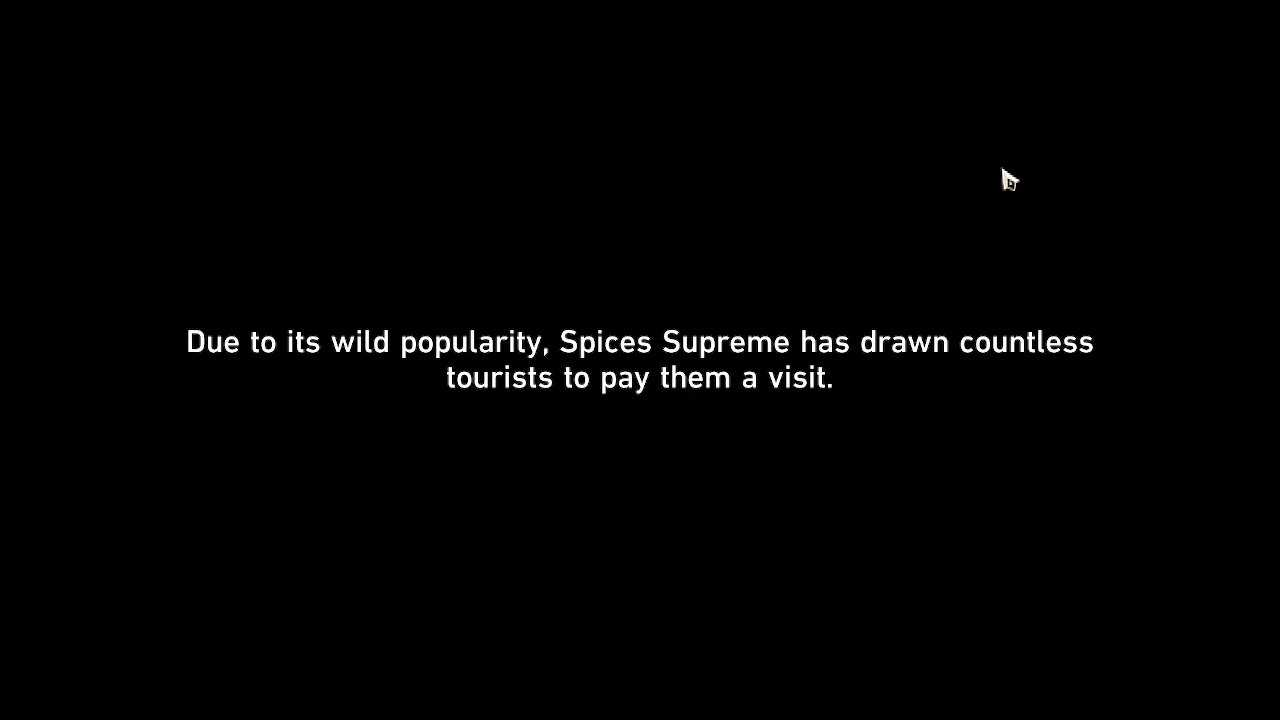 Due to its wild popularity, Spices Supreme has drawn countless
tourists to pay them a visit.